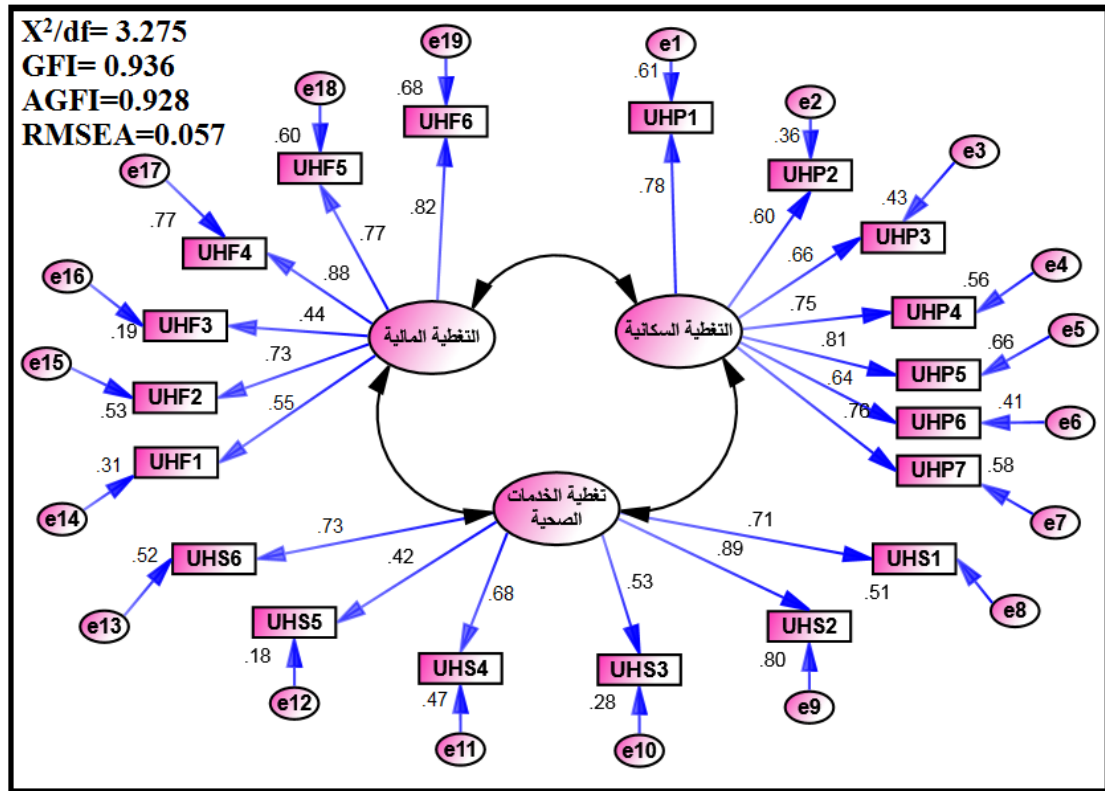 X²/df= 3.275
GFI= 0.936
AGFI=0.928
RMSEA=0.057
e19
.68
UHF6
.82
e18
.60
UHF5
.77
e17
.77
UHF4
.88
e16
.19
UHF3
.44
e15
.53
UHF2
.73
e14
.31
UHF1
.55
التغطية المالية
e1
.61
UHP1
.78
e2
.36
UHP2
.60
e3
.43
UHP3
.66
e4
.56
UHP4
.75
e5
.66
UHP5
.81
e6
.41
UHP6
.64
e7
.58
UHP7
.76
التغطية السكانية
تغطية الخدمات
الصحية
.71
UHS1
.51
e8
.89
UHS2
.80
e9
.53
UHS3
.28
e10
.68
UHS4
.47
e11
.42
UHS5
.18
e12
.73
UHS6
.52
e13